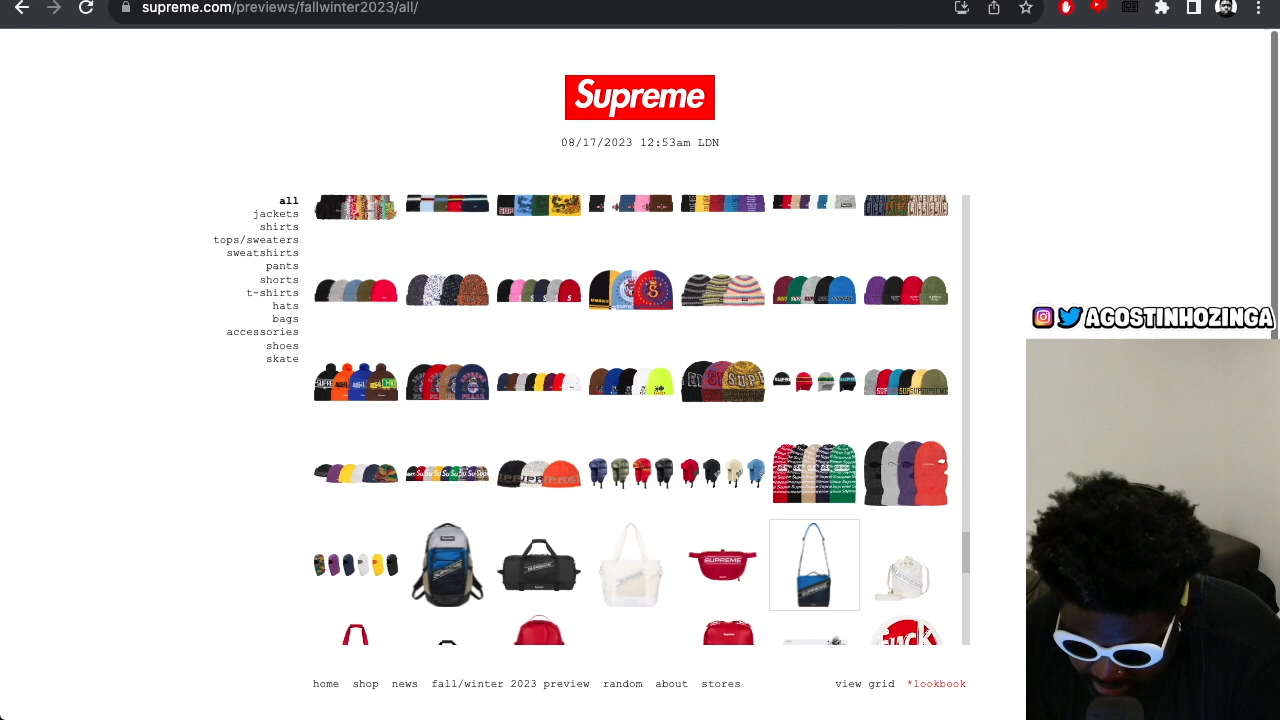 supreme.com/previews/fallwinter2023/all/
Supreme
08/17/2023 12:53am LDN
all
jackets
shirts
tops/sweaters
sweatshirts
pants
shorts
t-shirts
hats
bags
accessories
shoes
skate
AGOSTINHOZINGA
SUPREME
home shop news fall/winter 2023 preview random about stores
view grid *lookbook